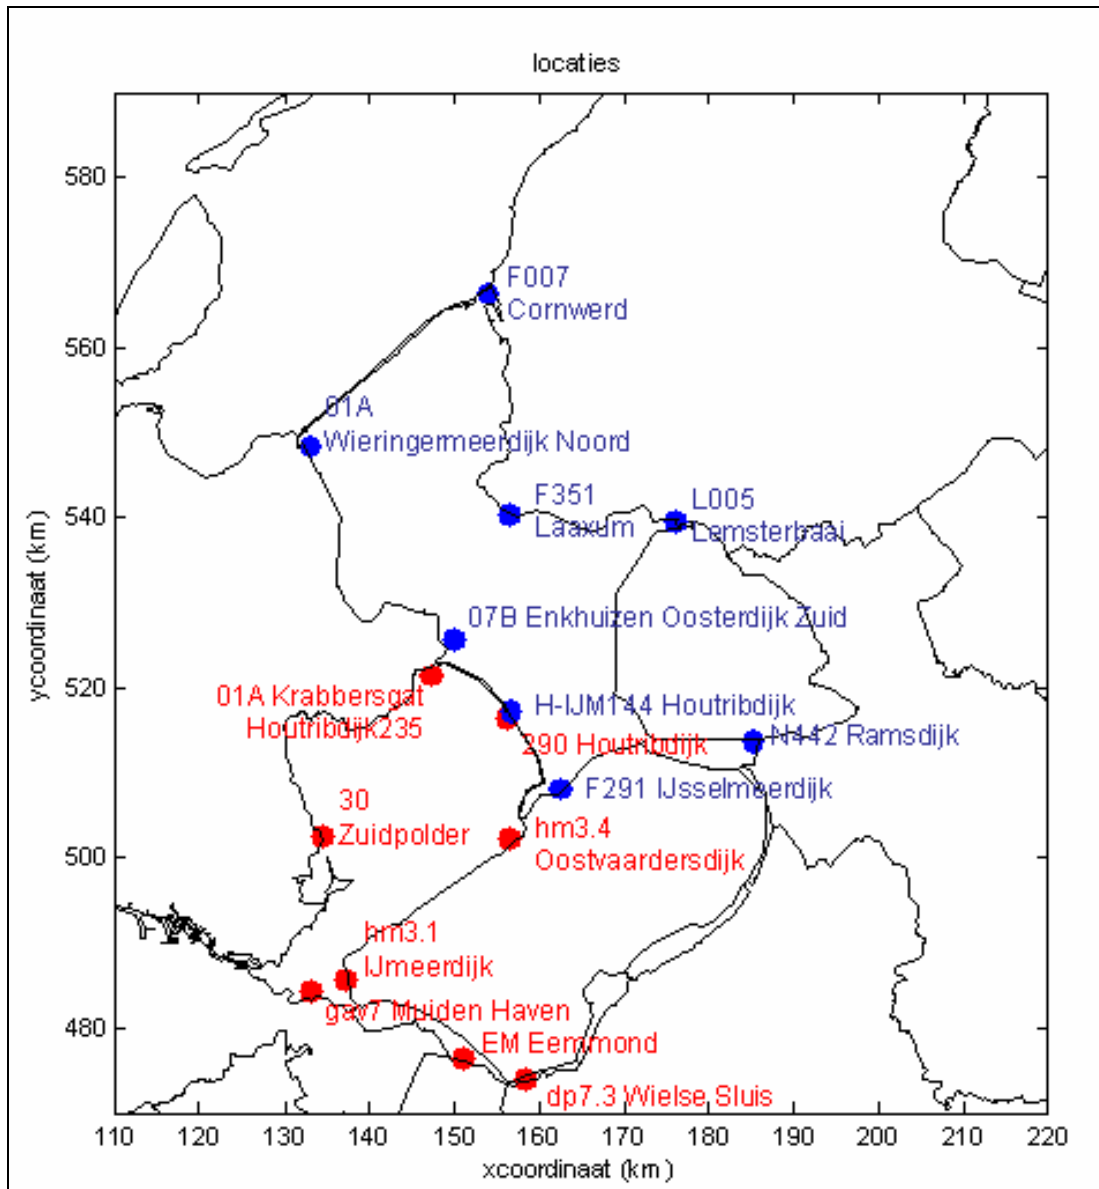 locaties
580
F007
Cornwerd
560
01A
Wieringermeerdijk Noord
F351
Laaxum
L005
Lemsterbaai
540
07B Enkhuizen Oosterdijk Zuid
520
01A Krabbersgat
Houtribdijk235
H-IJM144 Houtribdijk
290 Houtribdijk
N442 Ramsdijk
F291 IJsselmeerdijk
30
Zuidpolder
hm3.4
Oostvaardersdijk
500
hm3.1
IJmeerdijk
gav7 Muiden Haven
480
EM Eemmond
dp7.3 Wielse Sluis
110 120 130 140 150 160 170 180 190 200 210 220
xcoordinaat (km)
ycoordinaat (km)